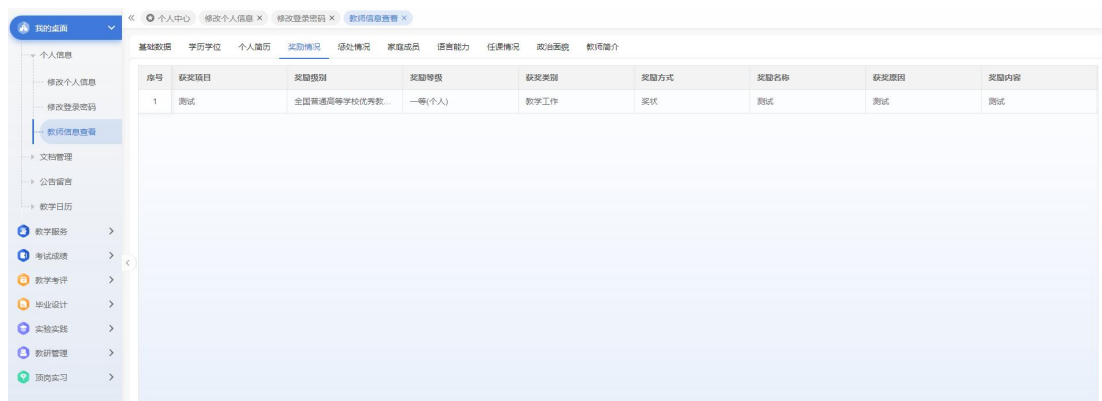 我的桌面
个人信息
修改个人信息
修改登录密码
教师信息查看
文档管理
公告留言
教学日历
教学服务
考试成绩
教学考评
毕业设计
实验实践
教研管理
顶岗实习
个人中心 修改个人信息 × 修改登录密码 × 教师信息查看 ×
基础数据 学历学位 个人简历 奖励情况 惩处情况 家庭成员 语言能力 任课情况 政治面貌 教师简介
序号 获奖项目 奖励级别 奖励等级 获奖类别 奖励方式 奖励名称 获奖原因 奖励内容
1 测试 全国普通高等学校优秀教... 一等(个人) 教学工作 奖状 测试 测试 测试